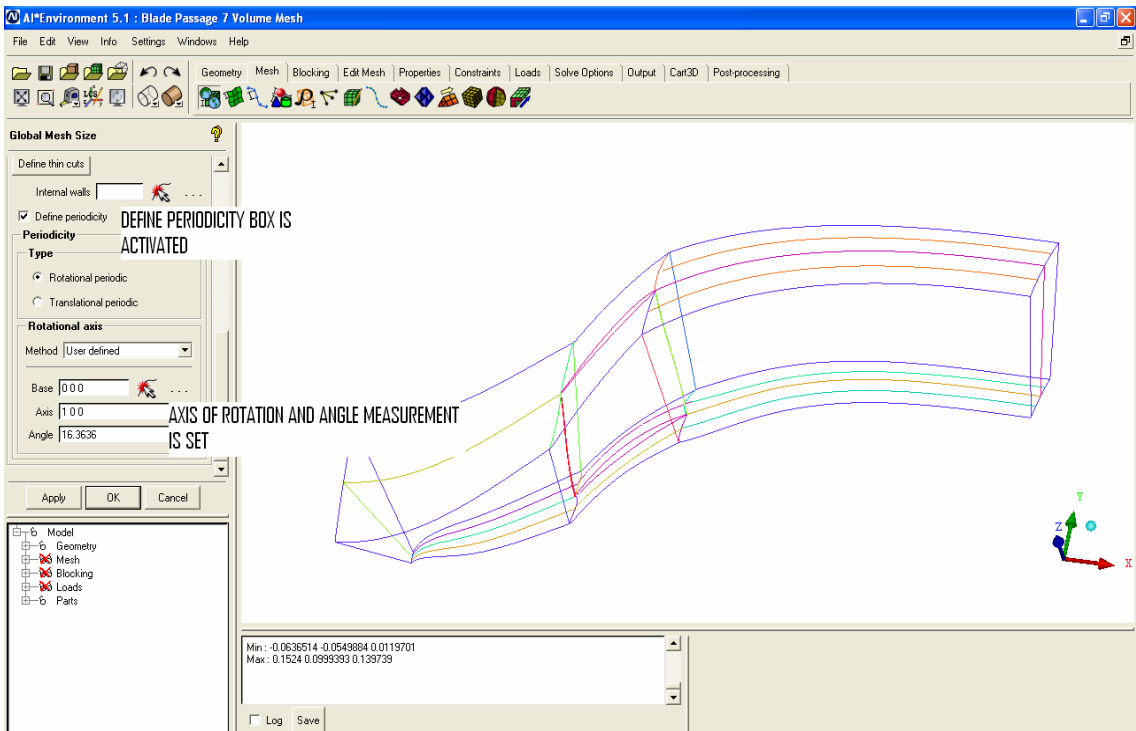 AI*Environment 5.1 : Blade Passage 7 Volume Mesh
File Edit View Info Settings Windows Help
Geometry Mesh Blocking Edit Mesh Properties Constraints Loads Solve Options Output Cart3D Post-processing
LCS
Global Mesh Size
Define thin cuts
Internal walls
...
Define periodicity
DEFINE PERIODICITY BOX IS
ACTIVATED
Periodicity
Type
Rotational periodic
Translational periodic
Rotational axis
Method User defined
Base 0 0 0
...
Axis 1 0 0
Angle 16.3636
AXIS OF ROTATION AND ANGLE MEASUREMENT
IS SET
Apply OK Cancel
Model
Geometry
Mesh
Blocking
Loads
Parts
Y
Z
X
Min : -0.0636514 -0.0549884 0.0119701
Max : 0.1524 0.0999393 0.139739
Log Save